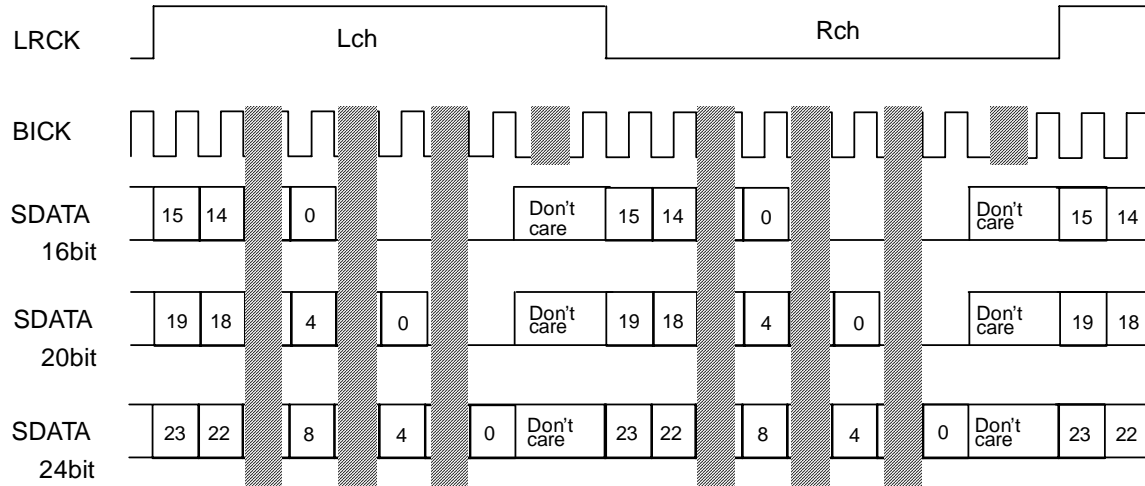 LRCK Lch Rch
BICK
SDATA 16bit 15 14 0 Don't care 15 14 0 Don't care 15 14
SDATA 20bit 19 18 4 0 Don't care 19 18 4 0 Don't care 19 18
SDATA 24bit 23 22 8 4 0 Don't care 23 22 8 4 0 Don't care 23 22